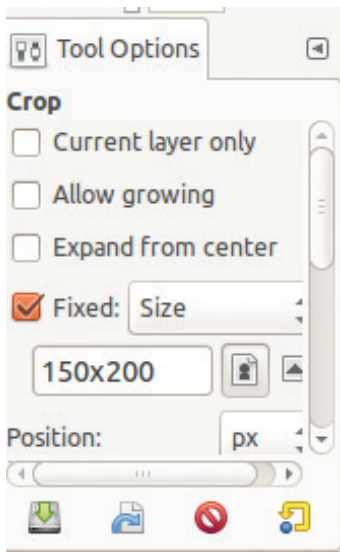 Tool Options
Crop
Current layer only
Allow growing
Expand from center
Fixed: Size
150x200
Position: px